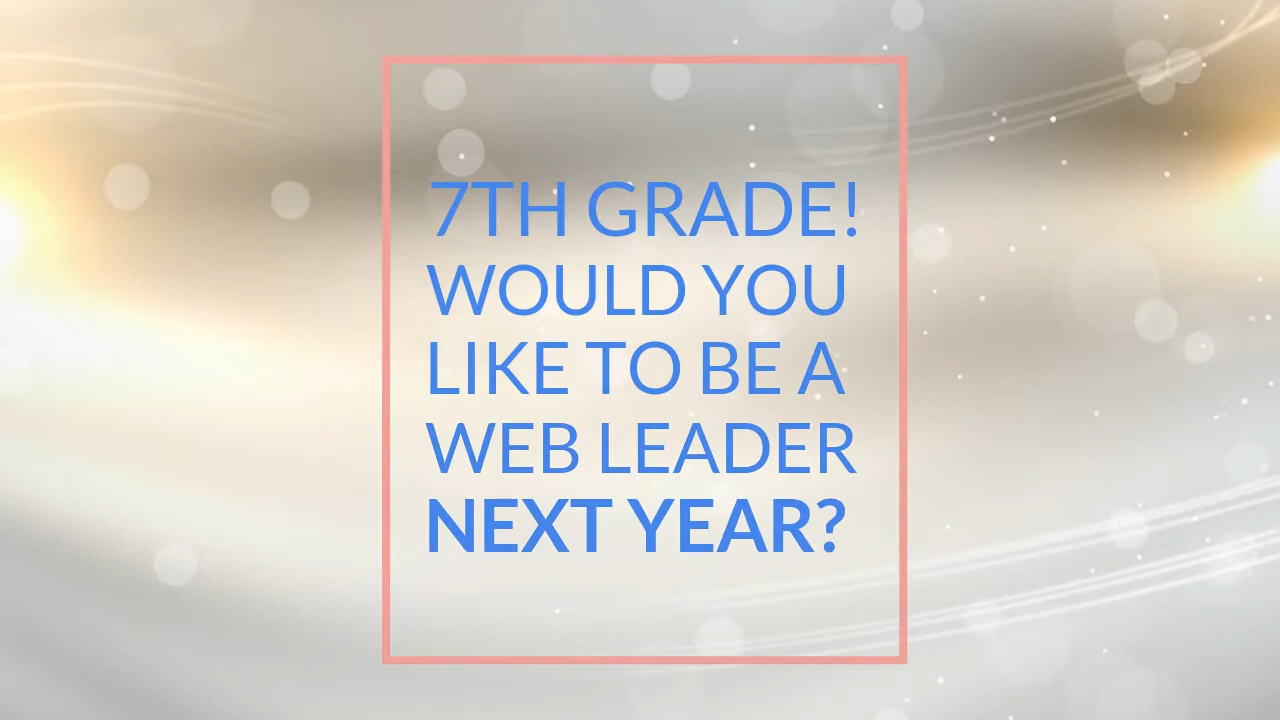 7TH GRADE!
WOULD YOU
LIKE TO BE A
WEB LEADER
NEXT YEAR?